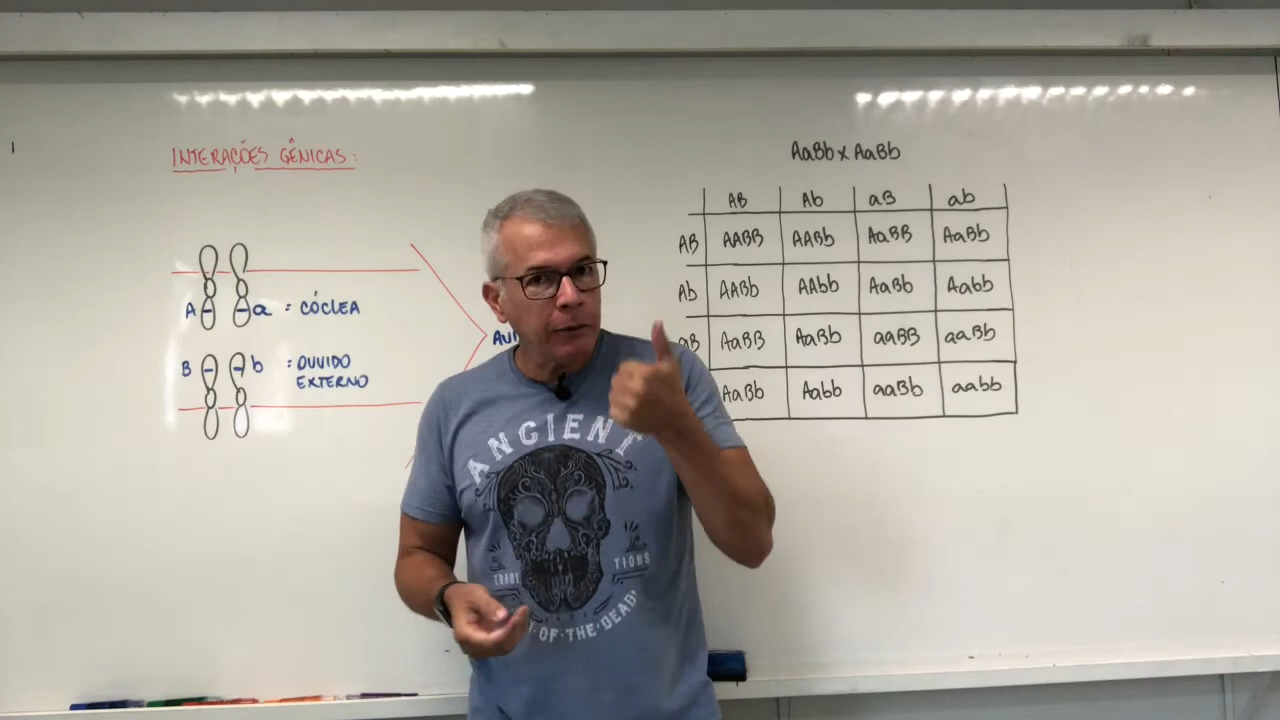 INTERAÇÕES GÊNICAS:
A a = CÓCLEA
B b = OUVIDO
EXTERNO
AaBb x AaBb
AB Ab aB ab
AB AABB AABb AaBB AaBb
Ab AABb AAbb AaBb Aabb
aB AaBB AaBb aaBB aaBb
AaBb Aabb aaBb aabb
ANCIENT
TIONS
OF·THE·DEAD